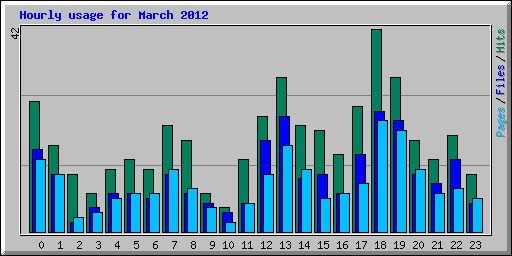 Hourly usage for March 2012
42
Pages / Files / Hits
0 1 2 3 4 5 6 7 8 9 10 11 12 13 14 15 16 17 18 19 20 21 22 23